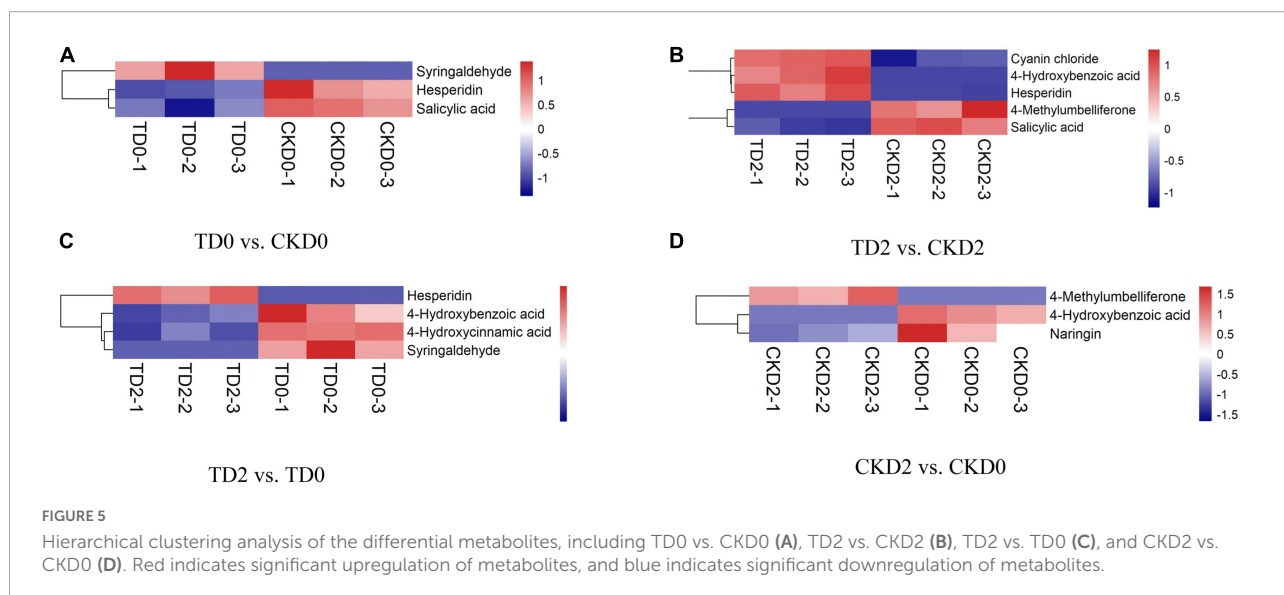 A
Syringaldehyde
Hesperidin
Salicylic acid
1
0.5
0
-0.5
-1
TD0-1
TD0-2
TD0-3
CKD0-1
CKD0-2
CKD0-3
TD0 vs. CKD0
B
Cyanin chloride
4-Hydroxybenzoic acid
Hesperidin
4-Methylumbelliferone
Salicylic acid
1
0.5
0
-0.5
-1
TD2-1
TD2-2
TD2-3
CKD2-1
CKD2-2
CKD2-3
TD2 vs. CKD2
C
Hesperidin
4-Hydroxybenzoic acid
4-Hydroxycinnamic acid
Syringaldehyde
TD2-1
TD2-2
TD2-3
TD0-1
TD0-2
TD0-3
TD2 vs. TD0
D
4-Methylumbelliferone
4-Hydroxybenzoic acid
Naringin
1.5
1
0.5
0
-0.5
-1
-1.5
CKD2-1
CKD2-2
CKD2-3
CKD0-1
CKD0-2
CKD0-3
CKD2 vs. CKD0
FIGURE 5
Hierarchical clustering analysis of the differential metabolites, including TD0 vs. CKD0 (A), TD2 vs. CKD2 (B), TD2 vs. TD0 (C), and CKD2 vs.
CKD0 (D). Red indicates significant upregulation of metabolites, and blue indicates significant downregulation of metabolites.